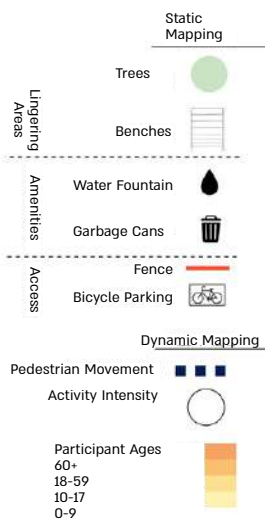 Static
Mapping
Lingering
Areas
Trees
Benches
Amenities
Water Fountain
Garbage Cans
Access
Fence
Bicycle Parking
Dynamic Mapping
Pedestrian Movement
Activity Intensity
Participant Ages
60+
18-59
10-17
0-9